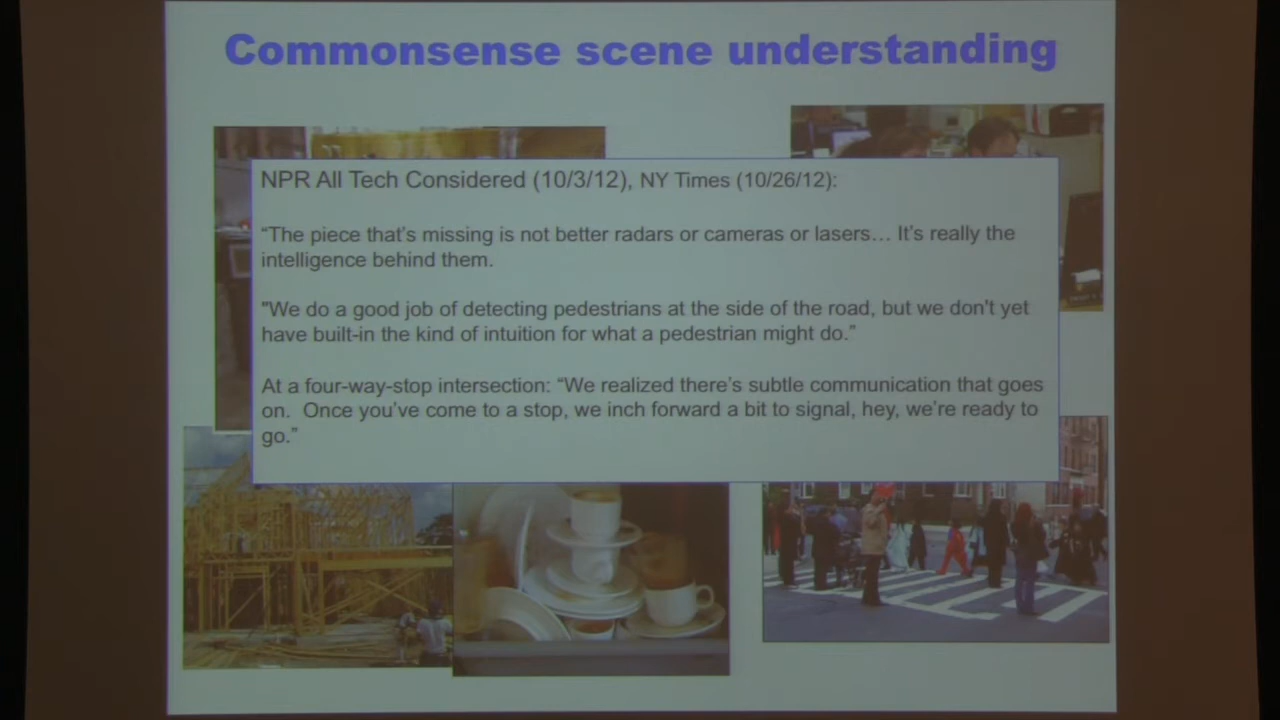 Commonsense scene understanding
NPR All Tech Considered (10/3/12), NY Times (10/26/12):
“The piece that’s missing is not better radars or cameras or lasers… It’s really the
intelligence behind them.
"We do a good job of detecting pedestrians at the side of the road, but we don't yet
have built-in the kind of intuition for what a pedestrian might do.”
At a four-way-stop intersection: “We realized there’s subtle communication that goes
on.  Once you’ve come to a stop, we inch forward a bit to signal, hey, we’re ready to
go.”